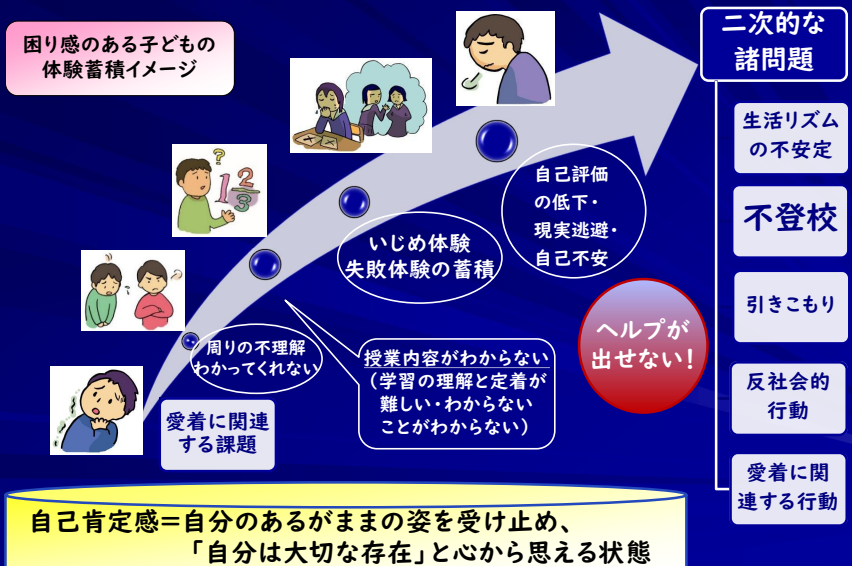 困り感のある子どもの
体験蓄積イメージ
二次的な
諸問題
生活リズム
の不安定
不登校
引きこもり
反社会的
行動
愛着に関
連する行動
?
1 2/3
自己評価
の低下・
現実逃避・
自己不安
いじめ体験
失敗体験の蓄積
ヘルプが
出せない!
周りの不理解
わかってくれない
授業内容がわからない
(学習の理解と定着が
難しい・わからない
ことがわからない)
愛着に関連
する課題
自己肯定感=自分のあるがままの姿を受け止め、
「自分は大切な存在」と心から思える状態